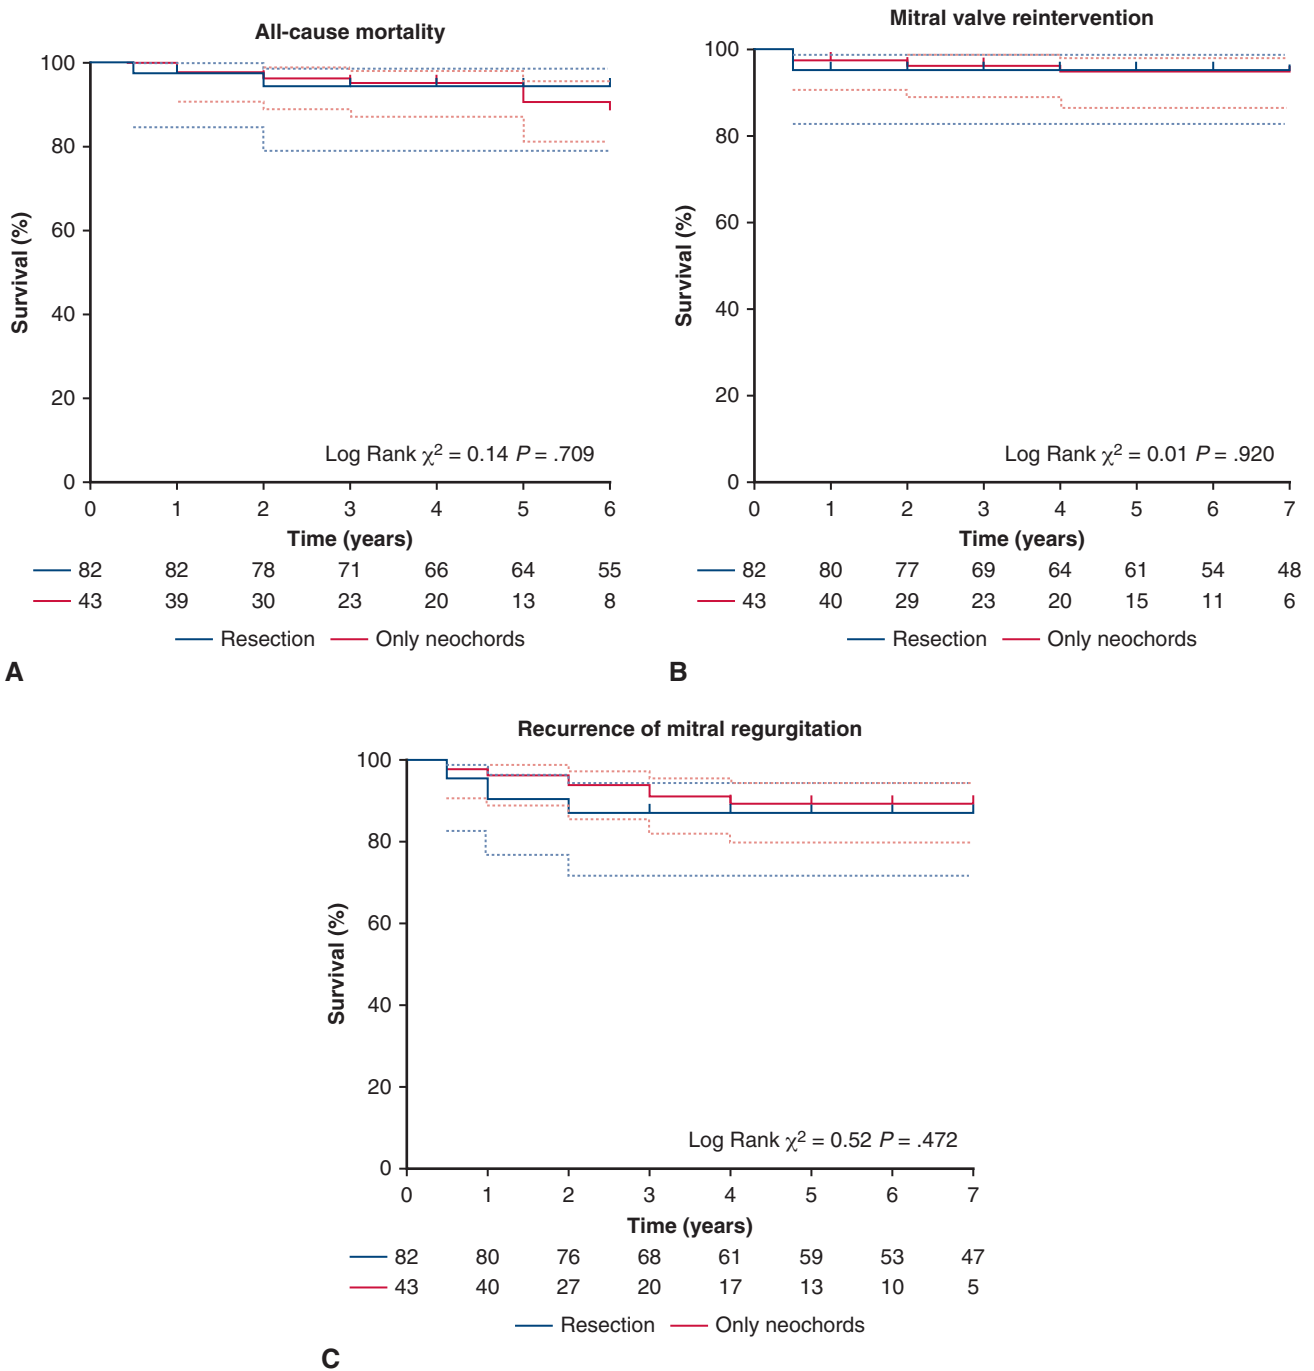 All-cause mortality
Survival (%)
100
80
60
40
20
0
Log Rank χ2 = 0.14 P = .709
0 1 2 3 4 5 6
Time (years)
82 82 78 71 66 64 55
43 39 30 23 20 13 8
Resection Only neochords
A
Mitral valve reintervention
Survival (%)
100
80
60
40
20
0
Log Rank χ2 = 0.01 P = .920
0 1 2 3 4 5 6 7
Time (years)
82 80 77 69 64 61 54 48
43 40 29 23 20 15 11 6
Resection Only neochords
B
Recurrence of mitral regurgitation
Survival (%)
100
80
60
40
20
0
Log Rank χ2 = 0.52 P = .472
0 1 2 3 4 5 6 7
Time (years)
82 80 76 68 61 59 53 47
43 40 27 20 17 13 10 5
Resection Only neochords
C